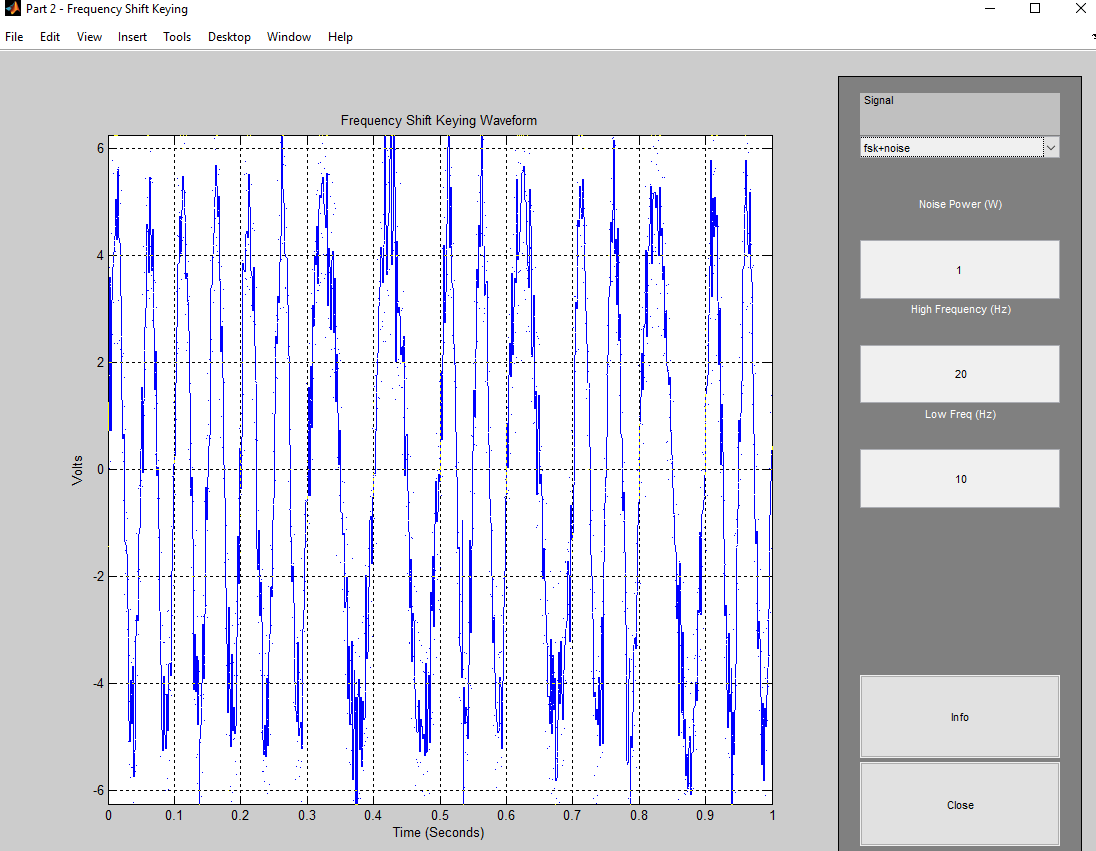 Part 2 - Frequency Shift Keying
File Edit View Insert Tools Desktop Window Help
Frequency Shift Keying Waveform
6
4
2
0
-2
-4
-6
Volts
0 0.1 0.2 0.3 0.4 0.5 0.6 0.7 0.8 0.9 1
Time (Seconds)
Signal
fsk+noise
Noise Power (W)
1
High Frequency (Hz)
20
Low Freq (Hz)
10
Info
Close